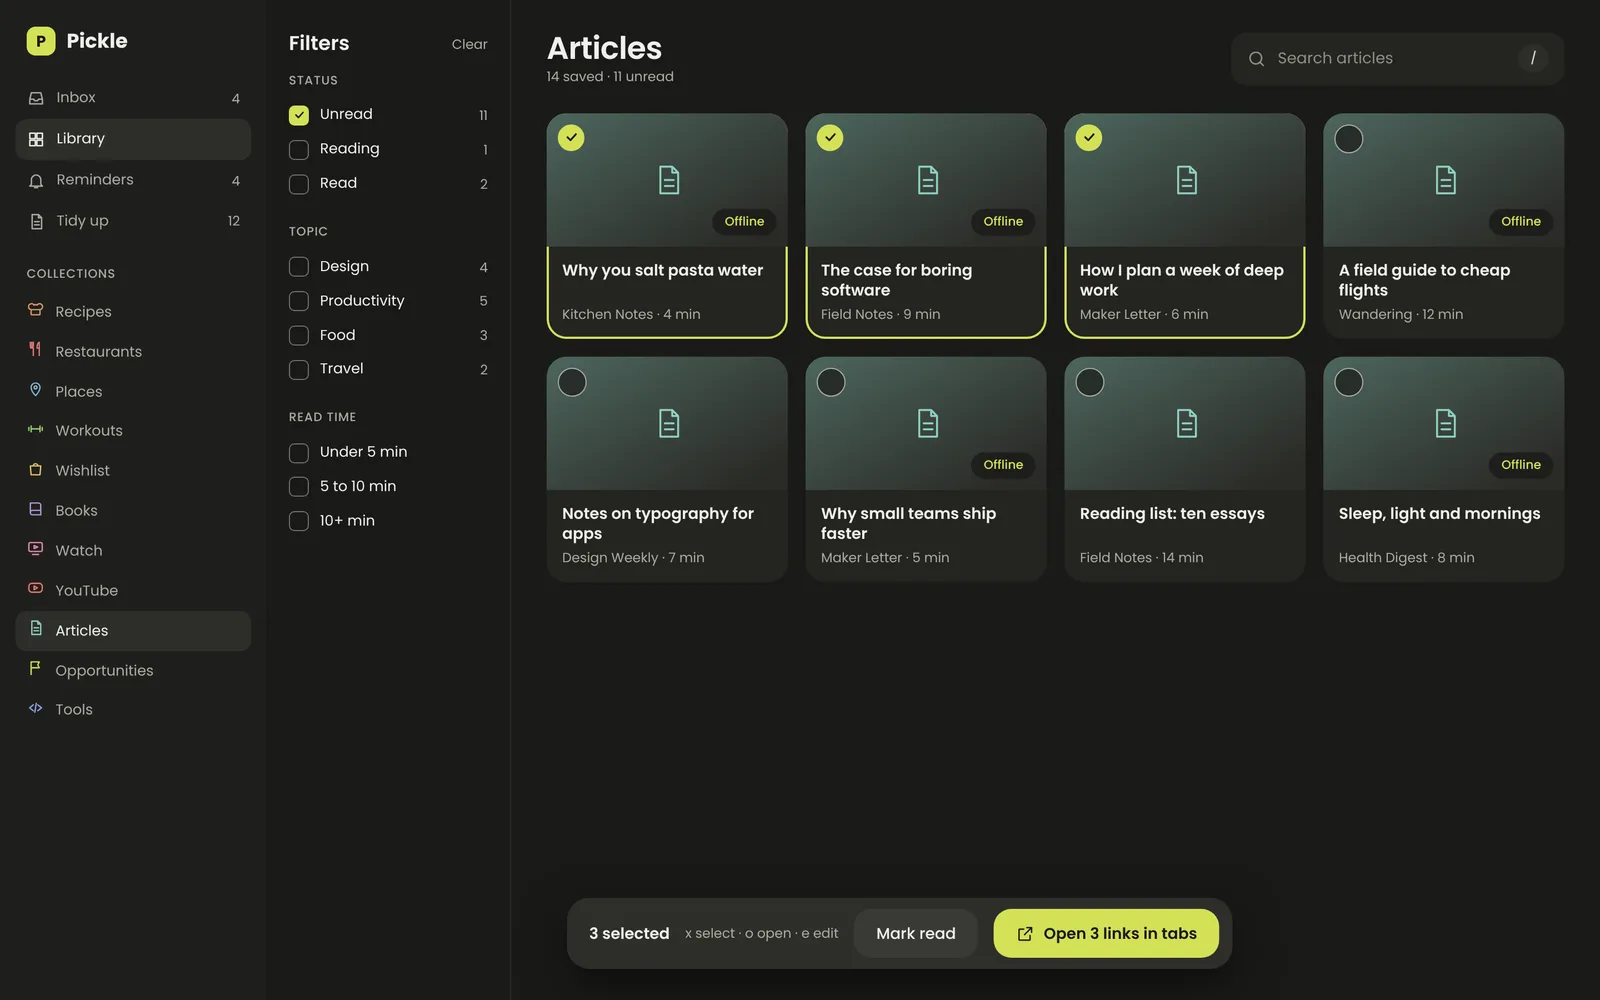 P Pickle
Inbox 4
Library
Reminders 4
Tidy up 12
COLLECTIONS
Recipes
Restaurants
Places
Workouts
Wishlist
Books
Watch
YouTube
Articles
Opportunities
Tools
Filters Clear
STATUS
Unread 11
Reading 1
Read 2
TOPIC
Design 4
Productivity 5
Food 3
Travel 2
READ TIME
Under 5 min
5 to 10 min
10+ min
Articles
14 saved · 11 unread
Search articles /
Offline
Why you salt pasta water
Kitchen Notes · 4 min
Offline
The case for boring
software
Field Notes · 9 min
How I plan a week of deep
work
Maker Letter · 6 min
Offline
A field guide to cheap
flights
Wandering · 12 min
Notes on typography for
apps
Design Weekly · 7 min
Offline
Why small teams ship
faster
Maker Letter · 5 min
Reading list: ten essays
Field Notes · 14 min
Offline
Sleep, light and mornings
Health Digest · 8 min
3 selected x select · o open · e edit Mark read Open 3 links in tabs